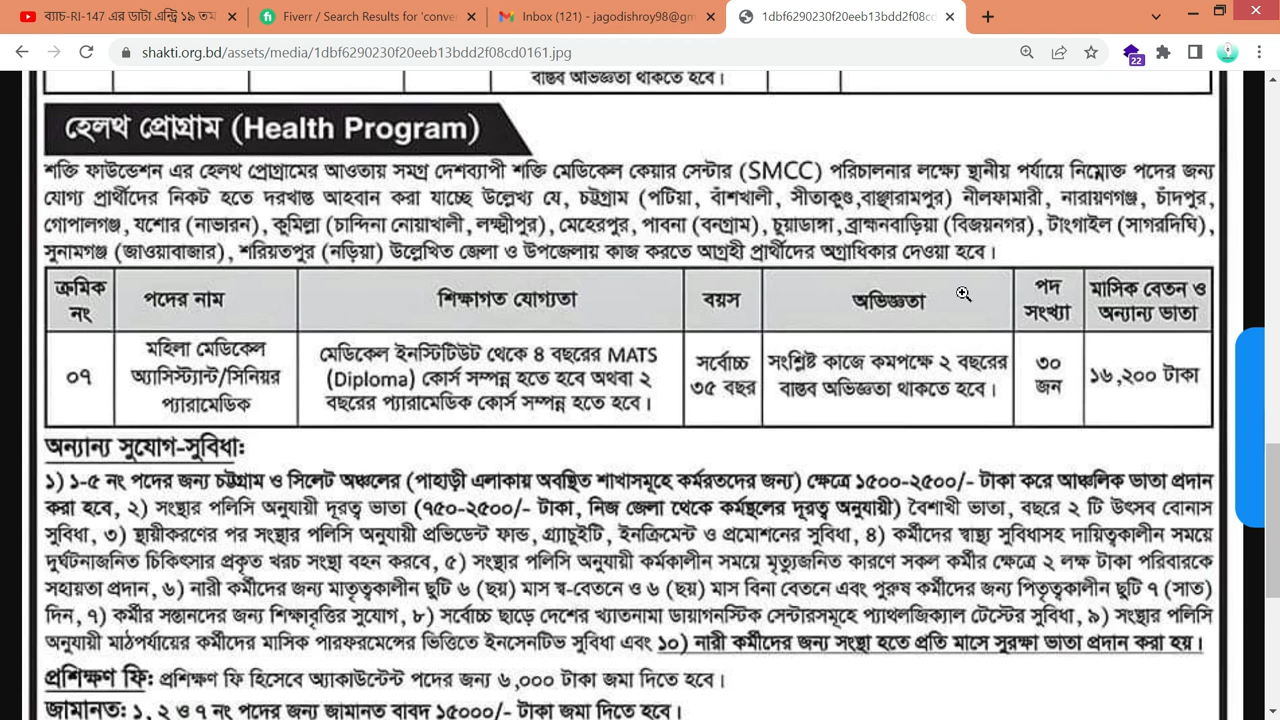 ব্যাচ-RI-147 এর ডাটা এন্ট্রি ১৯ তম
Fiverr / Search Results for 'conver
Inbox (121) - jagodishroy98@gm
1dbf6290230f20eeb13bdd2f08cd0
shakti.org.bd/assets/media/1dbf6290230f20eeb13bdd2f08cd0161.jpg
22
বাস্তব অভিজ্ঞতা থাকতে হবে।
হেলথ প্রোগ্রাম (Health Program)
শক্তি ফাউন্ডেশন এর হেলথ প্রোগ্রামের আওতায় সমগ্র দেশব্যাপী শক্তি মেডিকেল কেয়ার সেন্টার (SMCC) পরিচালনার লক্ষ্যে স্থানীয় পর্যায়ে নিম্নোক্ত পদের জন্য
যোগ্য প্রার্থীদের নিকট হতে দরখাস্ত আহবান করা যাচ্ছে উল্লেখ্য যে, চট্টগ্রাম (পটিয়া, বাঁশখালী, সীতাকুণ্ড,বাঞ্ছারামপুর) নীলফামারী, নারায়ণগঞ্জ, চাঁদপুর,
গোপালগঞ্জ, যশোর (নাভারন), কুমিল্লা (চান্দিনা নোয়াখালী, লক্ষ্মীপুর), মেহেরপুর, পাবনা (বনগ্রাম), চুয়াডাঙ্গা, ব্রাহ্মনবাড়িয়া (বিজয়নগর), টাংগাইল (সাগরদিঘি),
সুনামগঞ্জ (জাওয়াবাজার), শরিয়তপুর (নড়িয়া) উল্লেখিত জেলা ও উপজেলায় কাজ করতে আগ্রহী প্রার্থীদের অগ্রাধিকার দেওয়া হবে।
ক্রমিক নং
পদের নাম
শিক্ষাগত যোগ্যতা
বয়স
অভিজ্ঞতা
পদ সংখ্যা
মাসিক বেতন ও অন্যান্য ভাতা
০৭
মহিলা মেডিকেল
অ্যাসিস্ট্যান্ট/সিনিয়র
প্যারামেডিক
মেডিকেল ইনস্টিটিউট থেকে ৪ বছরের MATS
(Diploma) কোর্স সম্পন্ন হতে হবে অথবা ২
বছরের প্যারামেডিক কোর্স সম্পন্ন হতে হবে।
সর্বোচ্চ
৩৫ বছর
সংশ্লিষ্ট কাজে কমপক্ষে ২ বছরের
বাস্তব অভিজ্ঞতা থাকতে হবে।
৩০
জন
১৬,২০০ টাকা
অন্যান্য সুযোগ-সুবিধা:
১) ১-৫ নং পদের জন্য চট্টগ্রাম ও সিলেট অঞ্চলের (পাহাড়ী এলাকায় অবস্থিত শাখাসমূহে কর্মরতদের জন্য) ক্ষেত্রে ১৫০০-২৫০০/- টাকা করে আঞ্চলিক ভাতা প্রদান
করা হবে, ২) সংস্থার পলিসি অনুযায়ী দূরত্ব ভাতা (৭৫০-২৫০০/- টাকা, নিজ জেলা থেকে কর্মস্থলের দূরত্ব অনুযায়ী) বৈশাখী ভাতা, বছরে ২ টি উৎসব বোনাস
সুবিধা, ৩) স্থায়ীকরণের পর সংস্থার পলিসি অনুযায়ী প্রভিডেন্ট ফান্ড, গ্র্যাচুইটি, ইনক্রিমেন্ট ও প্রমোশনের সুবিধা, ৪) কর্মীদের স্বাস্থ্য সুবিধাসহ দায়িত্বকালীন সময়ে
দুর্ঘটনাজনিত চিকিৎসার প্রকৃত খরচ সংস্থা বহন করবে, ৫) সংস্থার পলিসি অনুযায়ী কর্মকালীন সময়ে মৃত্যুজনিত কারণে সকল কর্মীর ক্ষেত্রে ২ লক্ষ টাকা পরিবারকে
সহায়তা প্রদান, ৬) নারী কর্মীদের জন্য মাতৃত্বকালীন ছুটি ৬ (ছয়) মাস স্ব-বেতনে ও ৬ (ছয়) মাস বিনা বেতনে এবং পুরুষ কর্মীদের জন্য পিতৃত্বকালীন ছুটি ৭ (সাত)
দিন, ৭) কর্মীর সন্তানদের জন্য শিক্ষাবৃত্তির সুযোগ, ৮) সর্বোচ্চ ছাড়ে দেশের খ্যাতনামা ডায়াগনস্টিক সেন্টারসমূহে প্যাথলজিক্যাল টেস্টের সুবিধা, ৯) সংস্থার পলিসি
অনুযায়ী মাঠপর্যায়ের কর্মীদের মাসিক পারফরমেন্সের ভিত্তিতে ইনসেনটিভ সুবিধা এবং ১০) নারী কর্মীদের জন্য সংস্থা হতে প্রতি মাসে সুরক্ষা ভাতা প্রদান করা হয়।
প্রশিক্ষণ ফি: প্রশিক্ষণ ফি হিসেবে অ্যাকাউন্টেন্ট পদের জন্য ৬,০০০ টাকা জমা দিতে হবে।
জামানত: ১, ২ ও ৭ নং পদের জন্য জামানত বাবদ ১৫০০০/- টাকা জমা দিতে হবে।